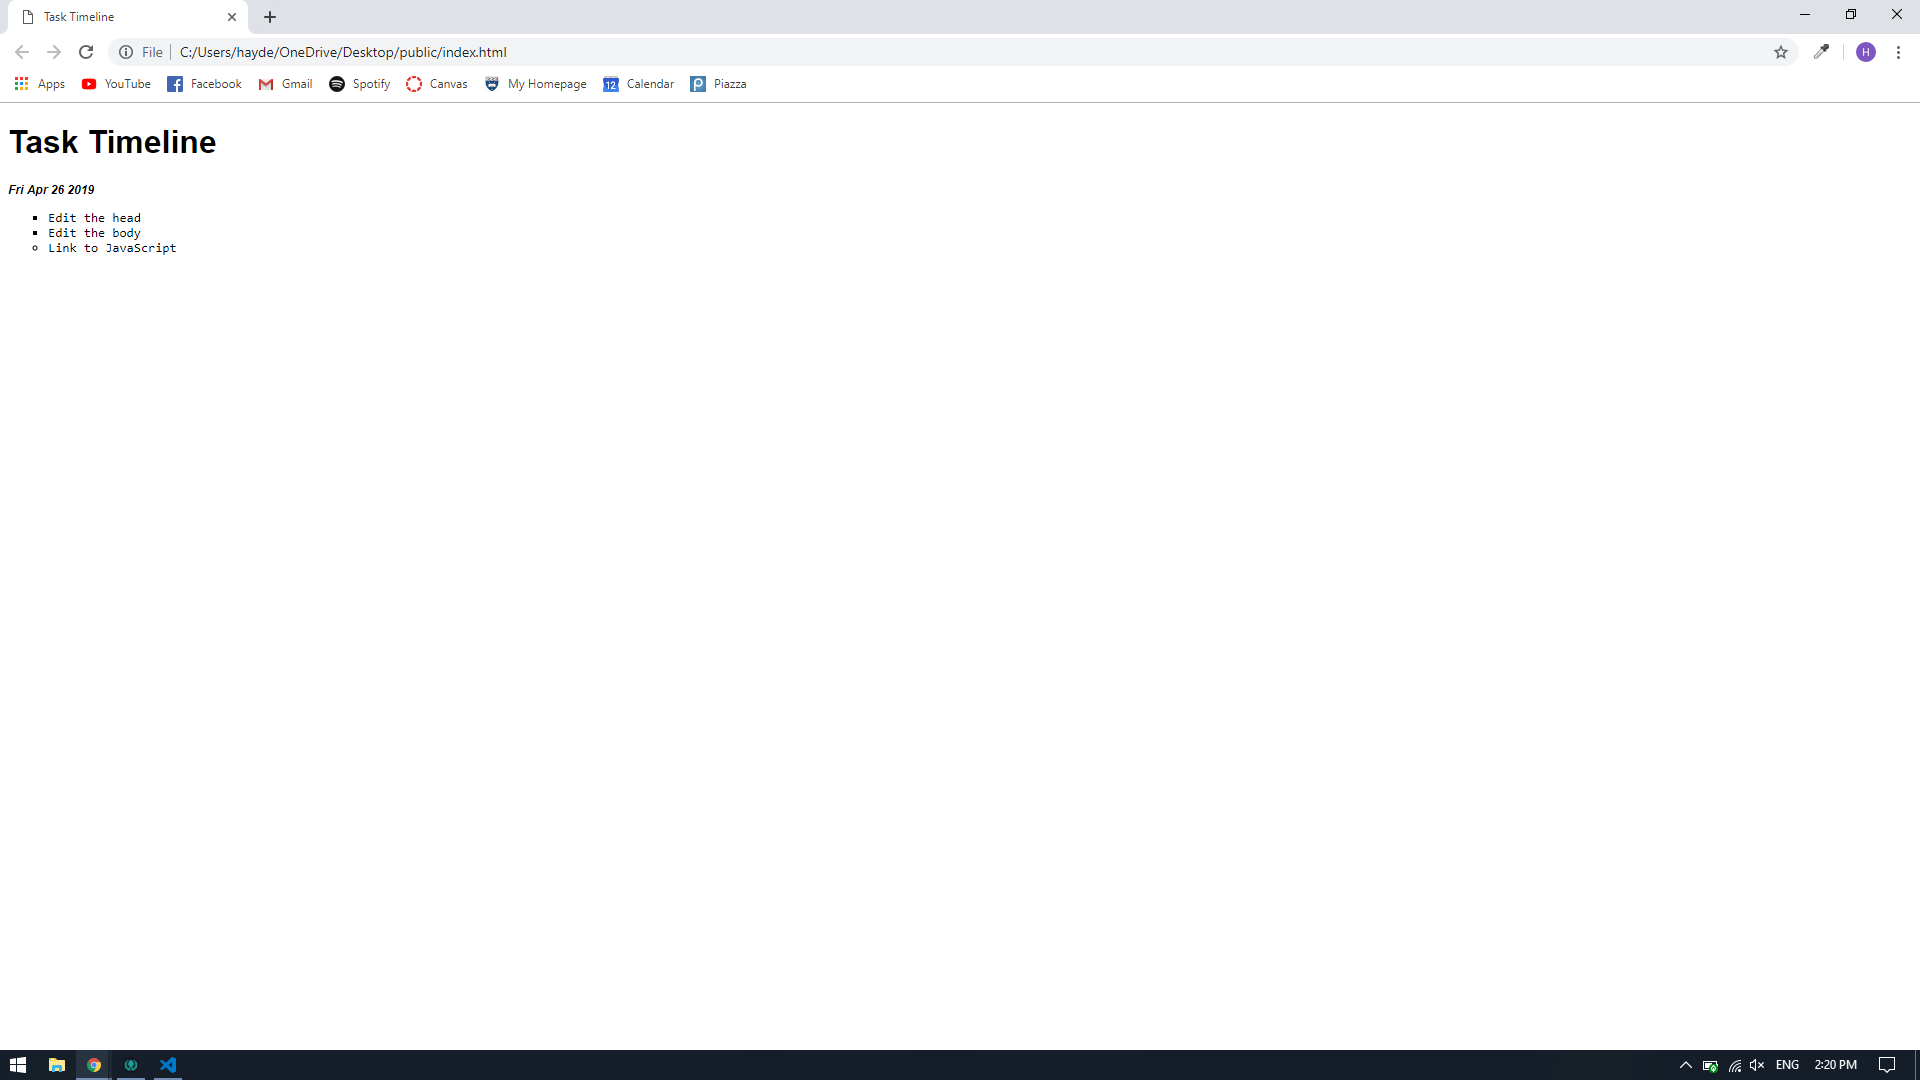 Task Timeline
File C:/Users/hayde/OneDrive/Desktop/public/index.html
H
Apps YouTube Facebook Gmail Spotify Canvas My Homepage 12 Calendar Piazza
Task Timeline
Fri Apr 26 2019
Edit the head
Edit the body
Link to JavaScript
ENG 2:20 PM